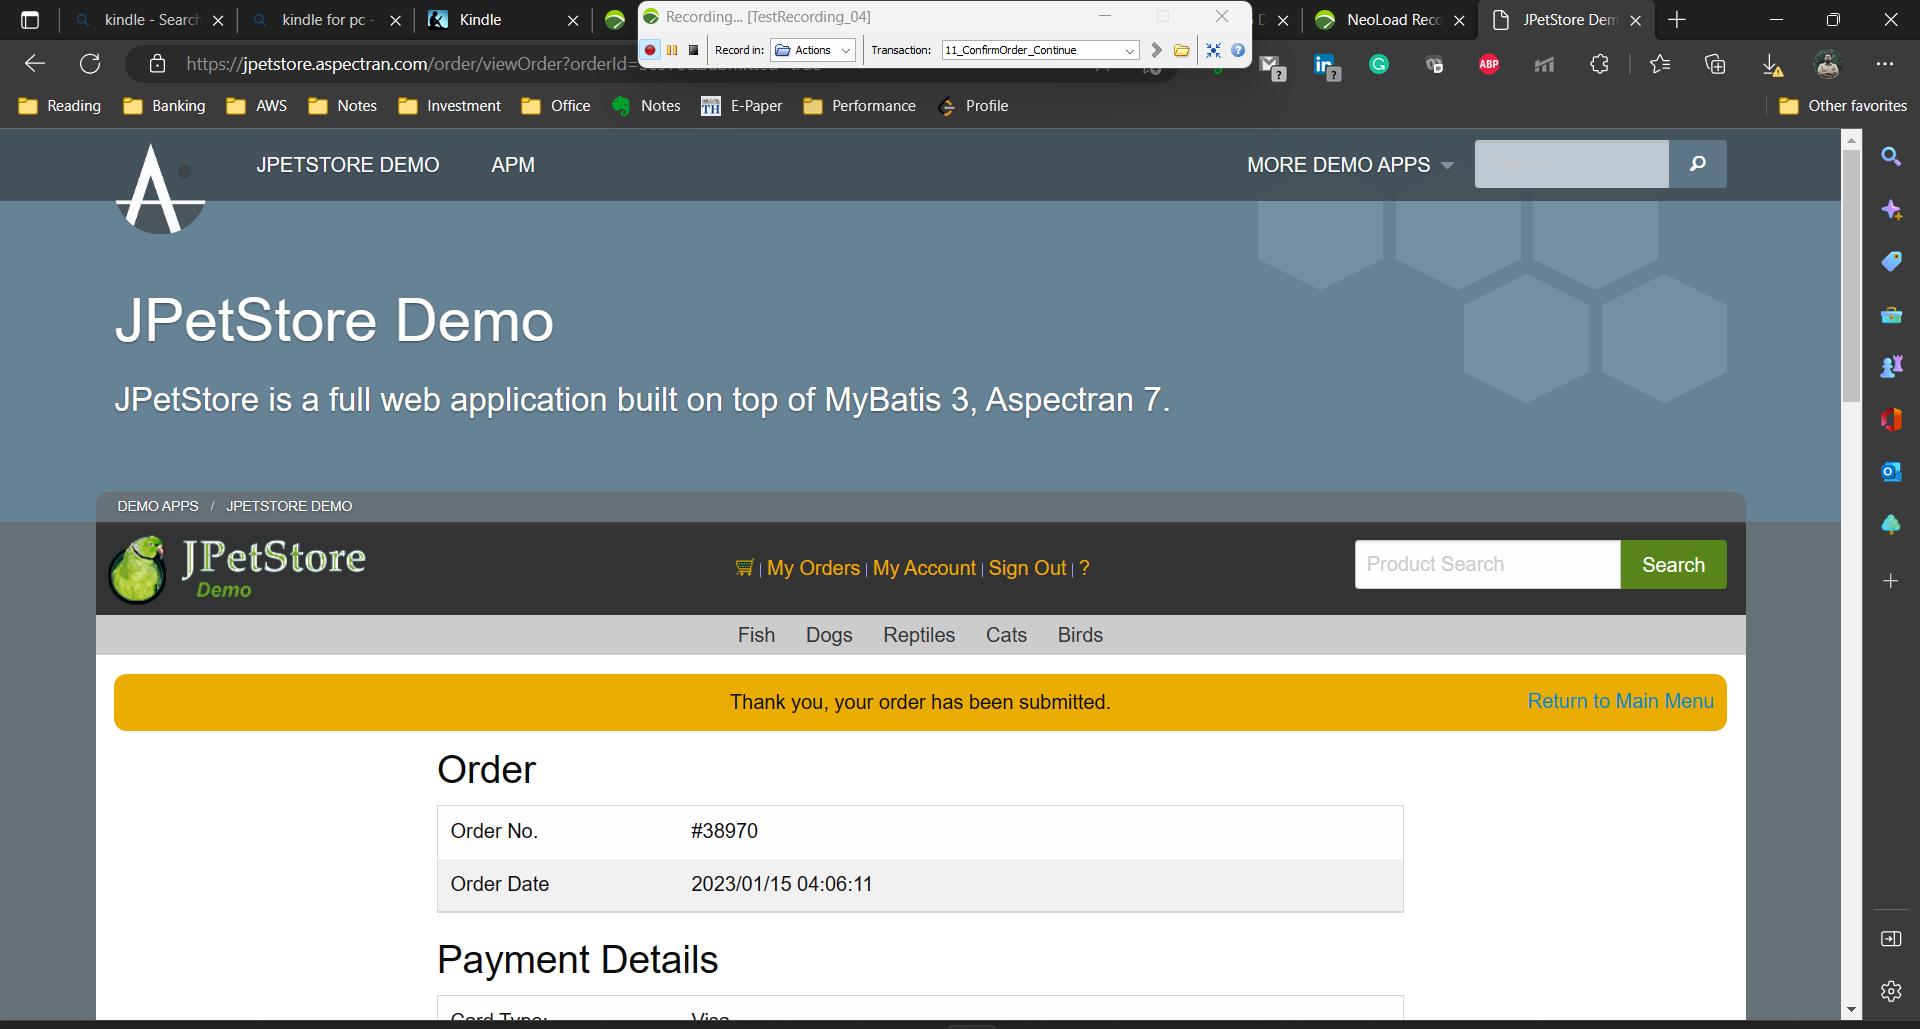 kindle - Search
kindle for pc -
Kindle
Recording... [TestRecording_04]
NeoLoad Reco
JPetStore Dem
Record in:
Actions
Transaction:
11_ConfirmOrder_Continue
https://jpetstore.aspectran.com/order/viewOrder?orderId=
ABP
Reading
Banking
AWS
Notes
Investment
Office
Notes
TH
E-Paper
Performance
Profile
Other favorites
JPETSTORE DEMO
APM
MORE DEMO APPS
JPetStore Demo
JPetStore is a full web application built on top of MyBatis 3, Aspectran 7.
DEMO APPS / JPETSTORE DEMO
JPetStore
Demo
| My Orders | My Account | Sign Out | ?
Product Search
Search
Fish
Dogs
Reptiles
Cats
Birds
Thank you, your order has been submitted.
Return to Main Menu
Order
Order No.
#38970
Order Date
2023/01/15 04:06:11
Payment Details
Card Type:
Visa